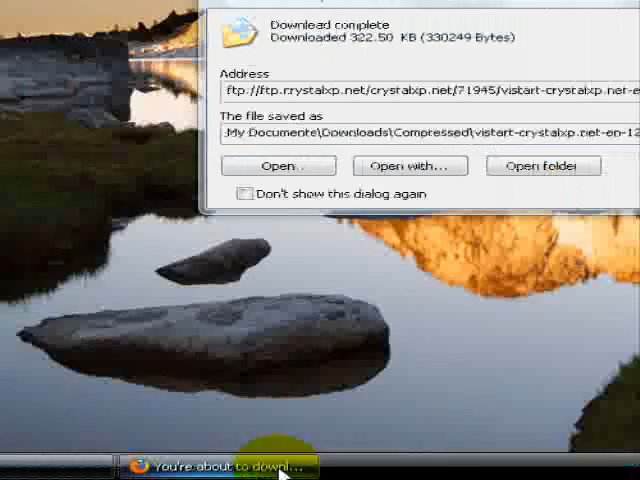 Download complete
Downloaded 322.50 KB (330249 Bytes)
Address
ftp://ftp.crystalxp.net/crystalxp.net/71945/vistart-crystalxp.net-e
The file saved as
My Documents\Downloads\Compressed\vistart-crystalxp.net-en-12
Open..
Open with...
Open folder
Don't show this dialog again
You're about to downl...